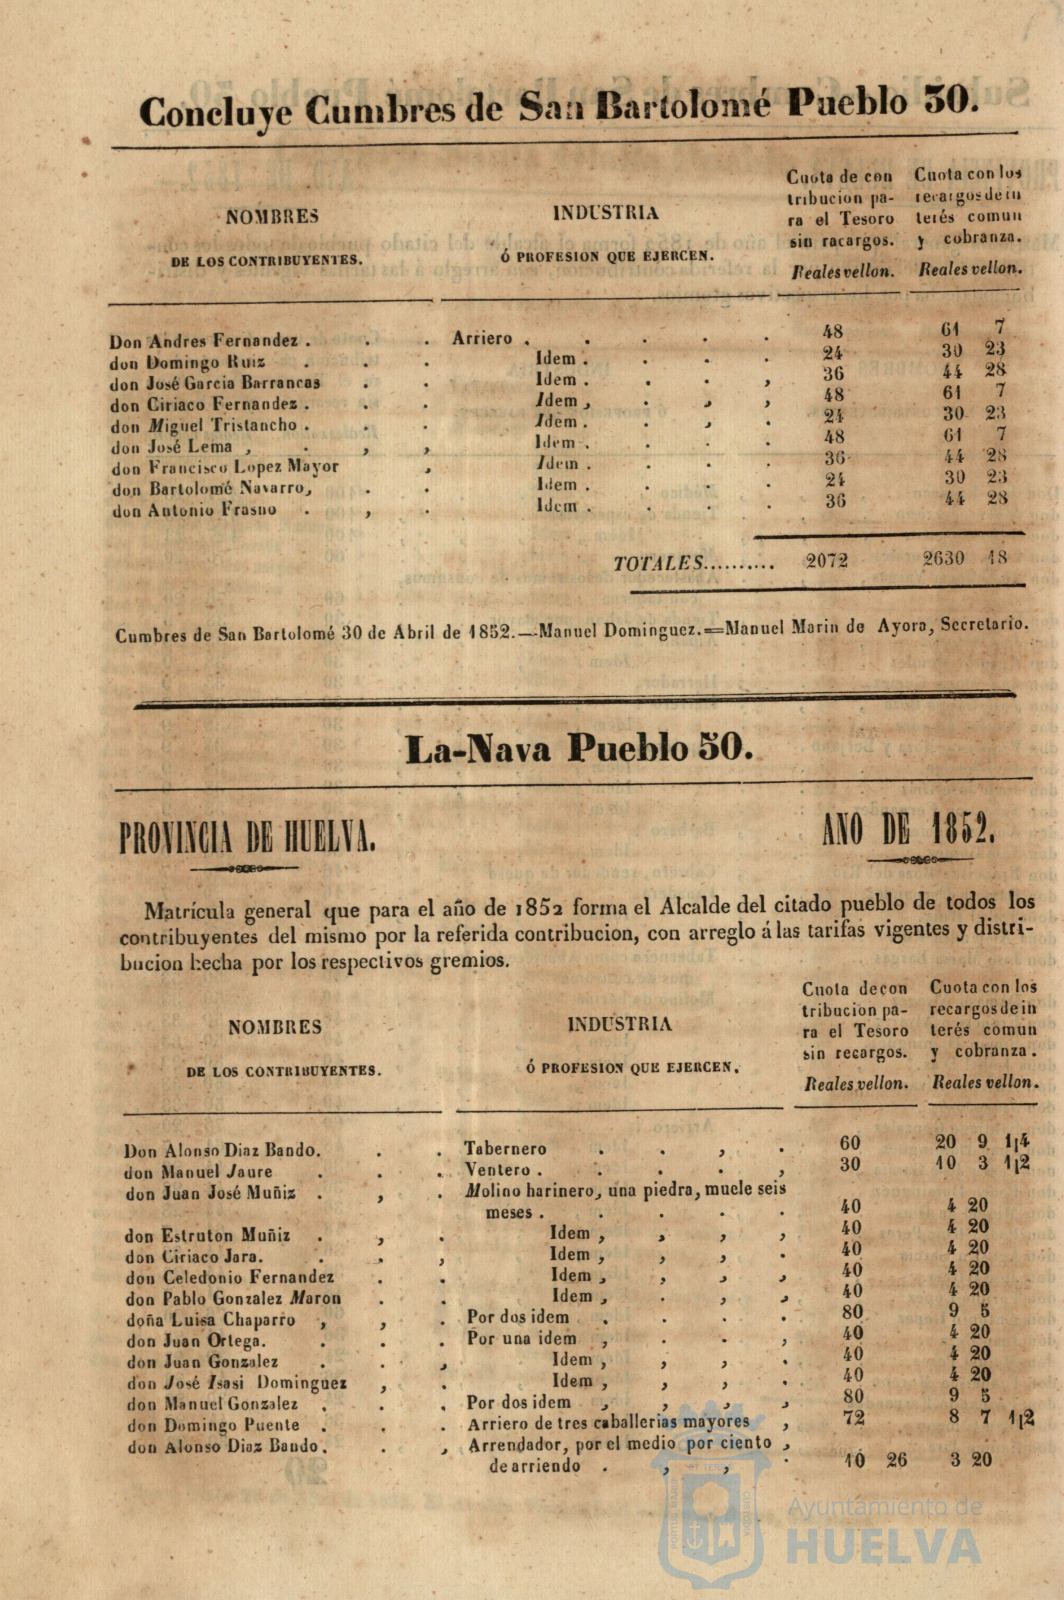 Concluye Cumbres de San Bartolomé Pueblo 30.
NOMBRES
DE LOS CONTRIBUYENTES.
INDUSTRIA
Ó PROFESION QUE EJERCEN.
Cuota de con
tribucion pa-
ra el Tesoro
sin racargos.
Reales vellon.
Cuota con los
recargos de in
terés comun
y cobranza.
Reales vellon.
Don Andres Fernandez . . . Arriero . . . . . 48 61 7
don Domingo Ruiz . . . Idem . . . . 24 30 23
don José Garcia Barrancas . . Idem . . . , 36 44 28
don Ciriaco Fernandez . . . Idem , . , , 48 61 7
don Miguel Tristancho . . . Idem . . , . 24 30 23
don José Lema , . , , Idem . . . . 48 61 7
don Francisco Lopez Mayor , Idem . . . . 36 44 28
don Bartolomé Navarro, . . Idem . . . . 24 30 23
don Antonio Frasno . , . Idem . . . . 36 44 28
TOTALES.......... 2072 2630 18
Cumbres de San Bartolomé 30 de Abril de 1852.—Manuel Dominguez.=Manuel Marin de Ayora, Secretario.
La-Nava Pueblo 50.
PROVINCIA DE HUELVA.
AÑO DE 1852.
Matrícula general que para el año de 1852 forma el Alcalde del citado pueblo de todos los
contribuyentes del mismo por la referida contribucion, con arreglo á las tarifas vigentes y distri-
bucion hecha por los respectivos gremios.
NOMBRES
DE LOS CONTRIBUYENTES.
INDUSTRIA
Ó PROFESION QUE EJERCEN.
Cuota de con
tribucion pa-
ra el Tesoro
sin recargos.
Reales vellon.
Cuota con los
recargos de in
terés comun
y cobranza.
Reales vellon.
Don Alonso Diaz Bando. . . Tabernero . . , . 60 20 9 1¡4
don Manuel Jaure . . . Ventero . . . . , 30 10 3 1¡2
don Juan José Muñiz . , . Molino harinero, una piedra, muele seis
meses . . . . . 40 4 20
don Estruton Muñiz . , . Idem , , , , 40 4 20
don Ciriaco Jara. . . , Idem , , , . 40 4 20
don Celedonio Fernandez . . Idem , , , , 40 4 20
don Pablo Gonzalez Maron . . Idem , . , , 40 4 20
doña Luisa Chaparro , , . Por dos idem . . . . 80 9 5
don Juan Ortega. . . . Por una idem , . . , 40 4 20
don Juan Gonzalez . . , Idem , , , . 40 4 20
don José Isasi Dominguez , . Idem , , , . 40 4 20
don Manuel Gonzalez , . , Por dos idem , , , , 80 9 5
don Domingo Puente . . . Arriero de tres caballerias mayores , 72 8 7 1¡2
don Alonso Diaz Bando . . , Arrendador, por el medio por ciento ,
de arriendo . , , . 10 26 3 20
Ayuntamiento de
HUELVA